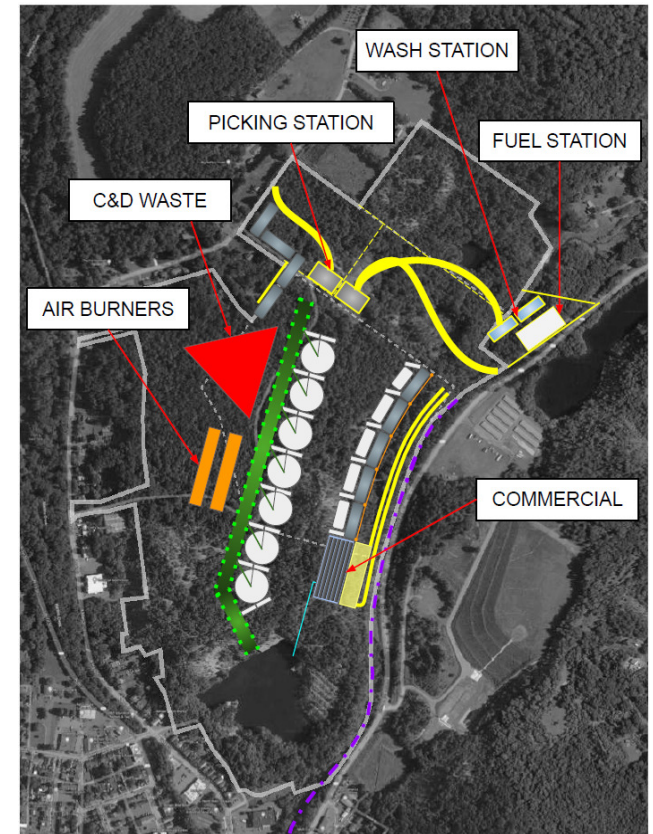 WASH STATION
PICKING STATION
FUEL STATION
C&D WASTE
AIR BURNERS
COMMERCIAL